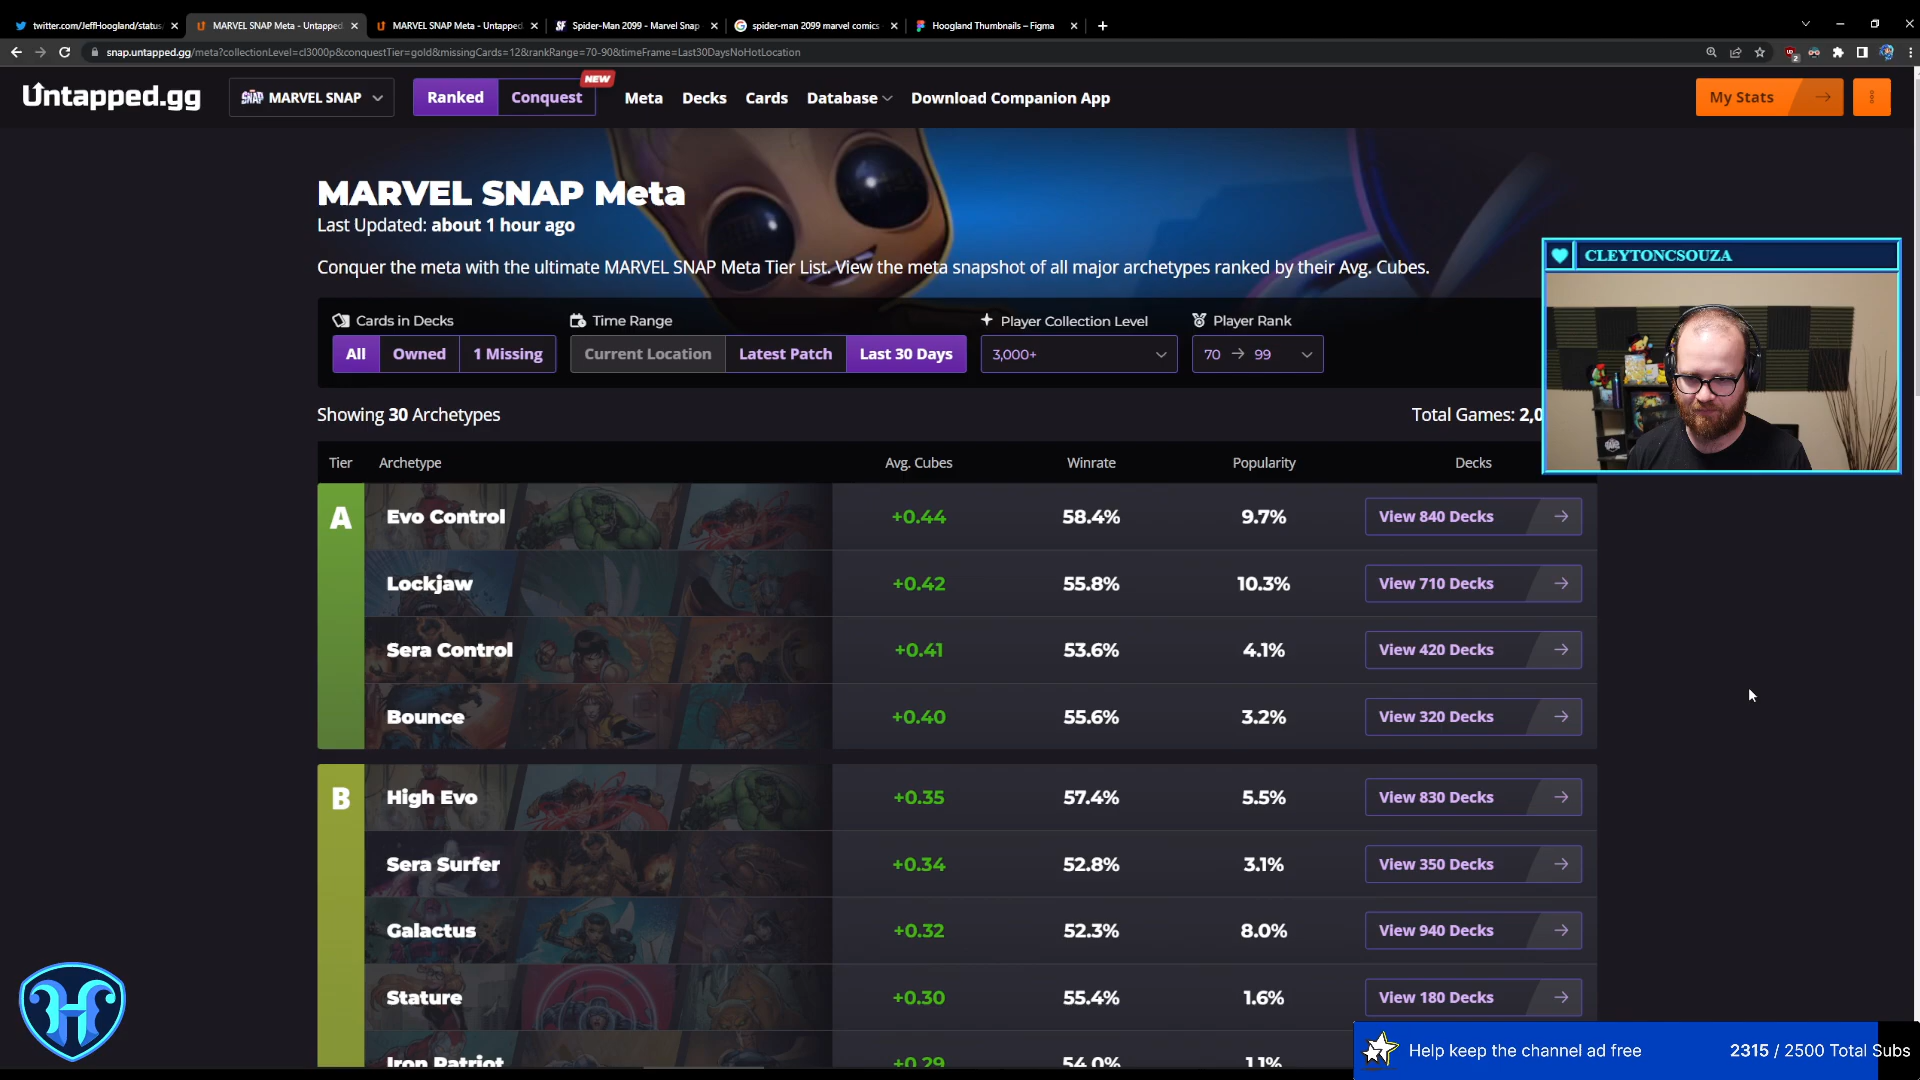 twitter.com/JeffHoogland/status
MARVEL SNAP Meta - Untapped
MARVEL SNAP Meta - Untapped
Spider-Man 2099 - Marvel Snap
spider-man 2099 marvel comics
Hoogland Thumbnails – Figma
snap.untapped.gg/meta?collectionLevel=cl3000p&conquestTier=gold&missingCards=12&rankRange=70-90&timeFrame=Last30DaysNoHotLocation
Untapped.gg
SNAP MARVEL SNAP
Ranked
Conquest
NEW
Meta
Decks
Cards
Database
Download Companion App
My Stats
MARVEL SNAP Meta
Last Updated: about 1 hour ago
Conquer the meta with the ultimate MARVEL SNAP Meta Tier List. View the meta snapshot of all major archetypes ranked by their Avg. Cubes.
CLEYTONCSOUZA
Cards in Decks
Time Range
Player Collection Level
Player Rank
All
Owned
1 Missing
Current Location
Latest Patch
Last 30 Days
3,000+
70 → 99
Showing 30 Archetypes
Total Games: 2,0
Tier Archetype Avg. Cubes Winrate Popularity Decks
A
Evo Control +0.44 58.4% 9.7% View 840 Decks
Lockjaw +0.42 55.8% 10.3% View 710 Decks
Sera Control +0.41 53.6% 4.1% View 420 Decks
Bounce +0.40 55.6% 3.2% View 320 Decks
B
High Evo +0.35 57.4% 5.5% View 830 Decks
Sera Surfer +0.34 52.8% 3.1% View 350 Decks
Galactus +0.32 52.3% 8.0% View 940 Decks
Stature +0.30 55.4% 1.6% View 180 Decks
Iron Patriot +0.29 54.0% 1.1%
Help keep the channel ad free
2315 / 2500 Total Subs